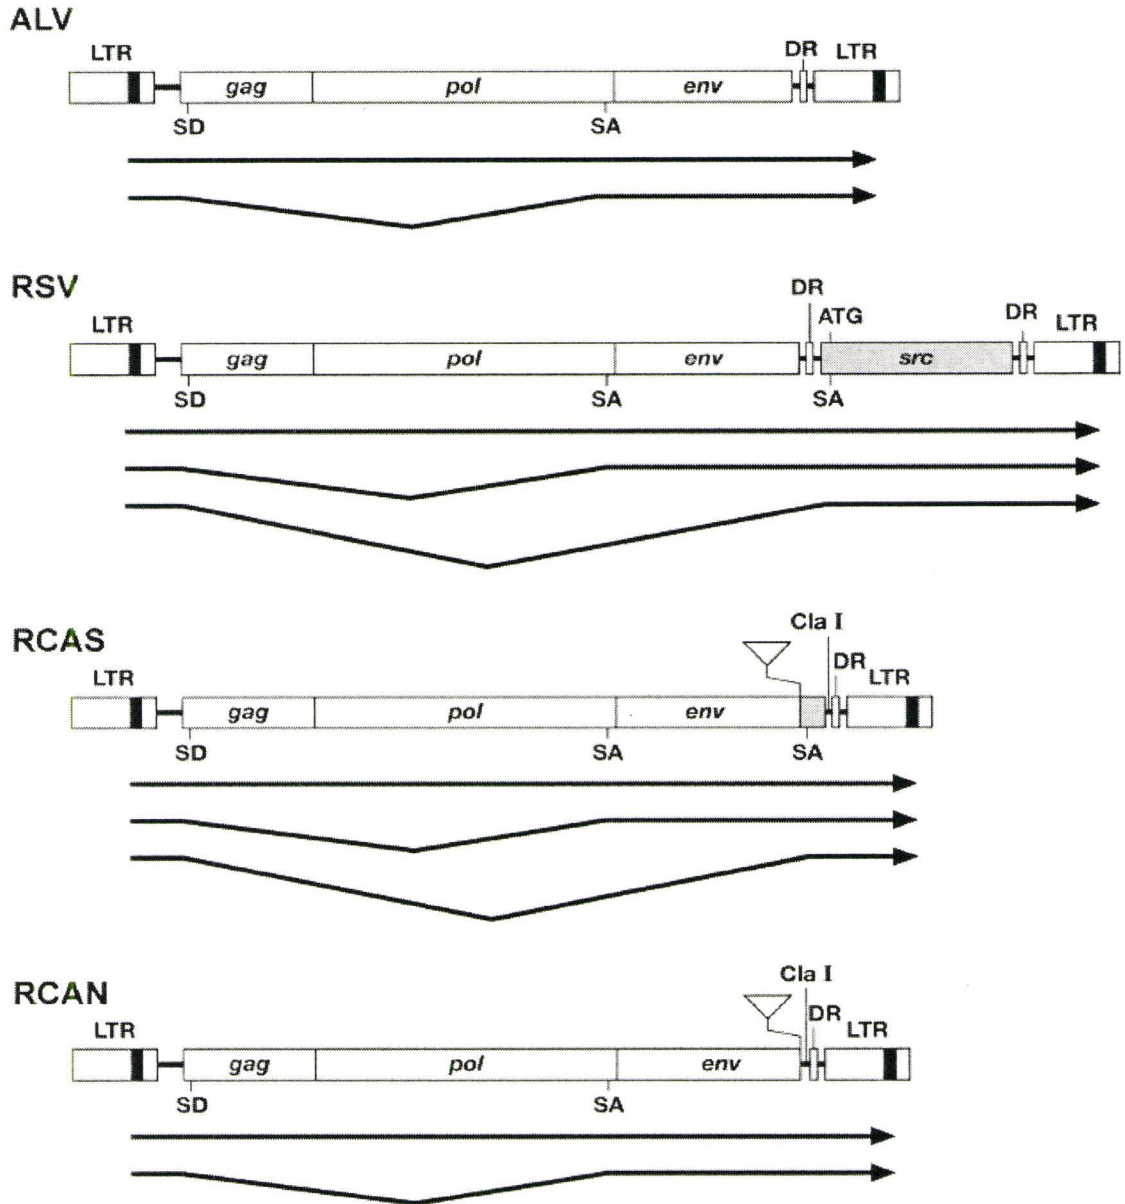 ALV
LTR DR LTR
gag pol env
SD SA
RSV
DR
LTR ATG DR LTR
gag pol env src
SD SA SA
RCAS
Cla I
LTR DR LTR
gag pol env
SD SA SA
RCAN
Cla I
LTR DR LTR
gag pol env
SD SA